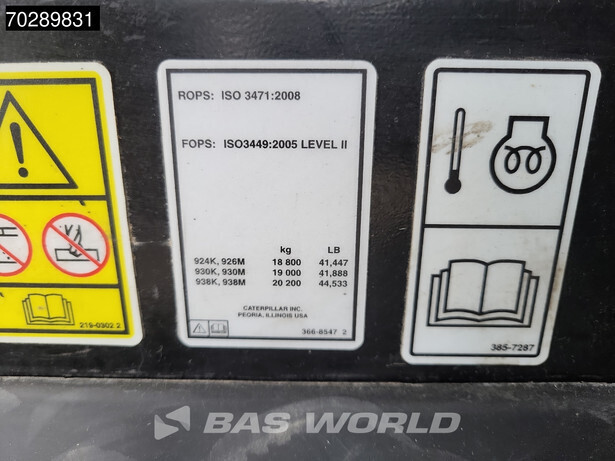 70289831
219-0302 2
ROPS: ISO 3471:2008
FOPS: ISO3449:2005 LEVEL II
kg LB
924K, 926M 18 800 41,447
930K, 930M 19 000 41,888
938K, 938M 20 200 44,533
CATERPILLAR INC.
PEORIA, ILLINOIS USA
366-8547 2
385-7287
BAS WORLD